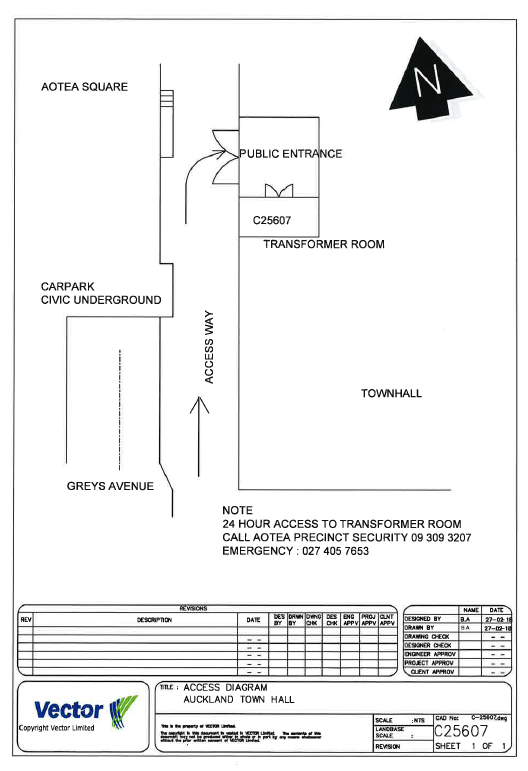 AOTEA SQUARE
N
PUBLIC ENTRANCE
C25607
TRANSFORMER ROOM
CARPARK
CIVIC UNDERGROUND
ACCESS WAY
TOWNHALL
GREYS AVENUE
NOTE
24 HOUR ACCESS TO TRANSFORMER ROOM
CALL AOTEA PRECINCT SECURITY 09 309 3207
EMERGENCY : 027 405 7653
REVISIONS
REV DESCRIPTION DATE DES BY DRWN BY DWNG CHK DES CHK ENG APPV PROJ APPV CLNT APPV
NAME DATE
DESIGNED BY B.A 27-02-18
DRAWN BY B.A 27-02-18
DRAWING CHECK - -
DESIGNER CHECK - -
ENGINEER APPROV - -
PROJECT APPROV - -
CLIENT APPROV - -
Vector
Copyright Vector Limited
TITLE : ACCESS DIAGRAM
AUCKLAND TOWN HALL
This is the property of VECTOR Limited.
The copyright in this document is vested in VECTOR Limited. The contents of this
document may not be produced either in whole or in part by any means whatsoever
without the prior written consent of VECTOR Limited.
SCALE :NTS
LANDBASE
SCALE :
REVISION
CAD No: C-25607.dwg
C25607
SHEET 1 OF 1